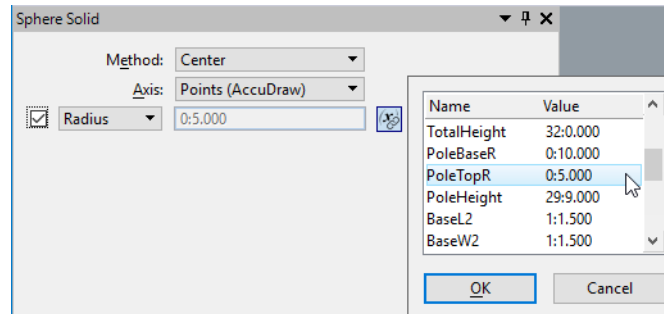 Sphere Solid
Method: Center
Axis: Points (AccuDraw)
Radius 0:5.000 (x)
Name Value
TotalHeight 32:0.000
PoleBaseR 0:10.000
PoleTopR 0:5.000
PoleHeight 29:9.000
BaseL2 1:1.500
BaseW2 1:1.500
OK Cancel